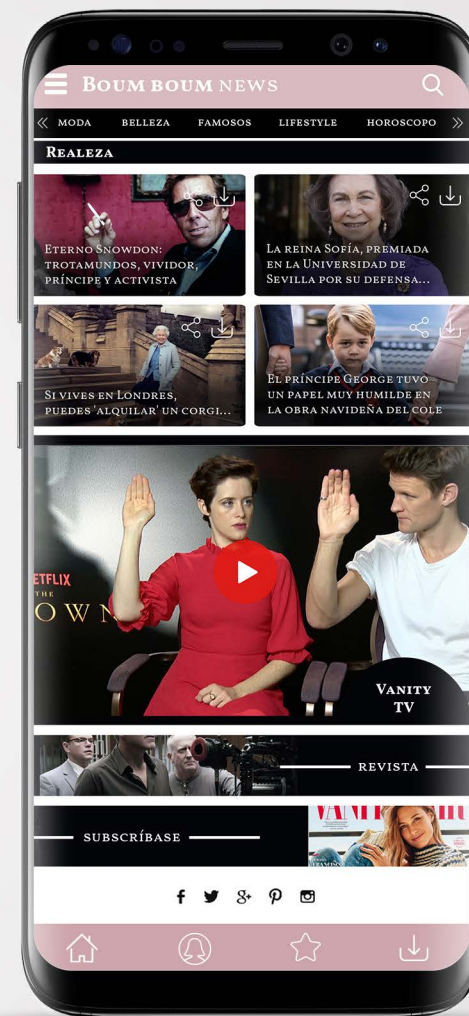 BOUM BOUM NEWS
MODA BELLEZA FAMOSOS LIFESTYLE HOROSCOPO
REALEZA
ETERNO SNOWDON:
TROTAMUNDOS, VIVIDOR,
PRÍNCIPE Y ACTIVISTA
LA REINA SOFÍA, PREMIADA
EN LA UNIVERSIDAD DE
SEVILLA POR SU DEFENSA...
SI VIVES EN LONDRES,
PUEDES 'ALQUILAR' UN CORGI...
EL PRÍNCIPE GEORGE TUVO
UN PAPEL MUY HUMILDE EN
LA OBRA NAVIDEÑA DEL COLE
ETFLIX
THE
OWN
VANITY
TV
REVISTA
SUBSCRÍBASE